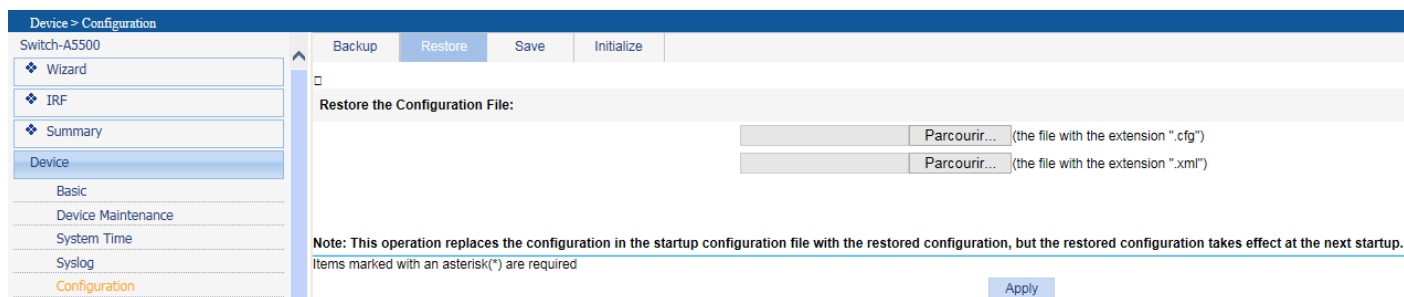 Device > Configuration
Switch-A5500
Backup Restore Save Initialize
Wizard
IRF
Restore the Configuration File:
Summary
Parcourir... (the file with the extension ".cfg")
Device
Parcourir... (the file with the extension ".xml")
Basic
Device Maintenance
System Time
Note: This operation replaces the configuration in the startup configuration file with the restored configuration, but the restored configuration takes effect at the next startup.
Syslog
Items marked with an asterisk(*) are required
Configuration
Apply